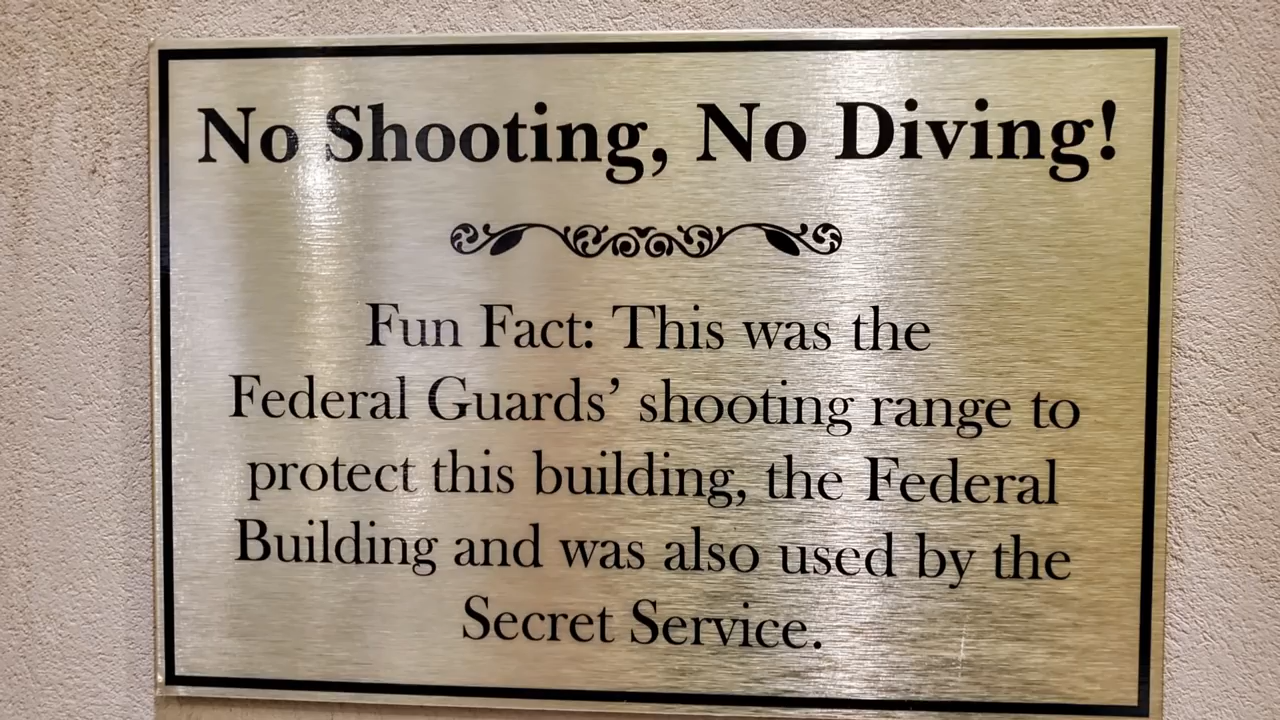 No Shooting, No Diving!
Fun Fact: This was the
Federal Guards’ shooting range to
protect this building, the Federal
Building and was also used by the
Secret Service.